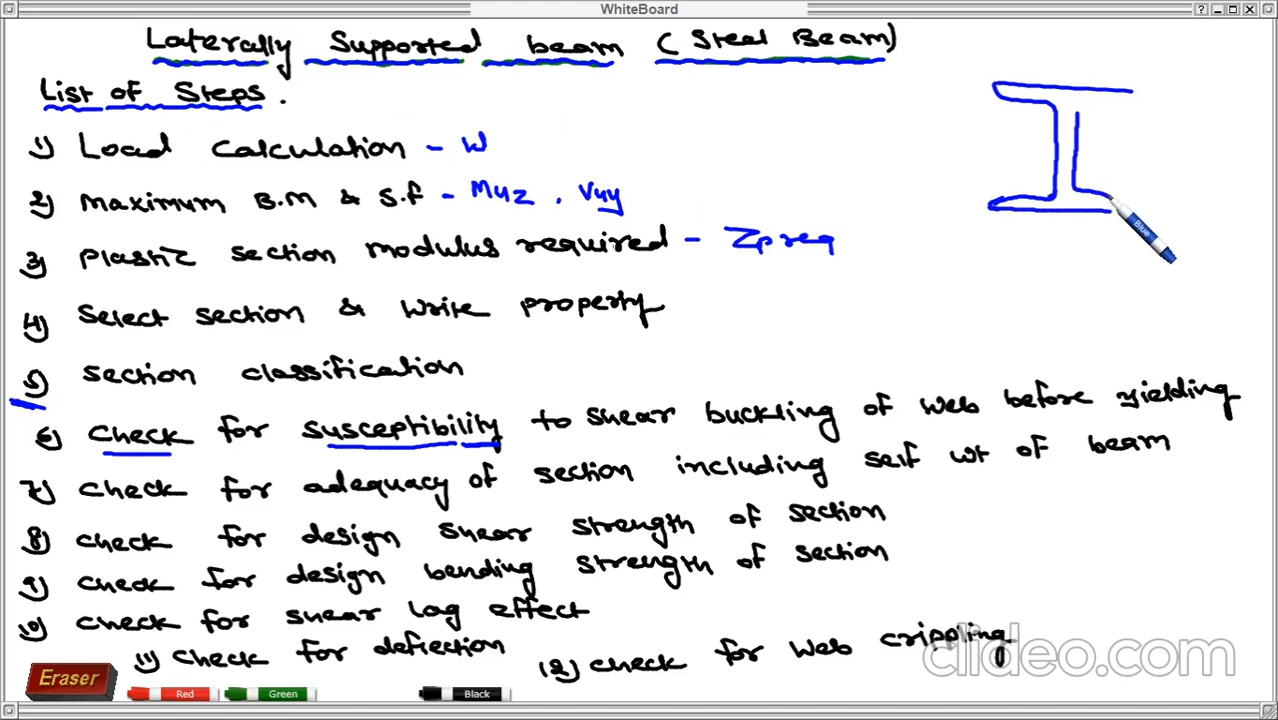 WhiteBoard
Laterally Supported beam (Steel Beam)
List of Steps.
1) Load calculation - W
2) Maximum B.M & S.f - Muz, Vuy
3) Plastic section modulus required - Zpreq
4) Select section & write property
5) section classification
6) check for susceptibility to shear buckling of web before yielding
7) check for adequacy of section including self wt of beam
8) check for design shear strength of section
9) check for design bending strength of section
10) check for shear lag effect
11) check for deflection 12) check for web crippling
clideo.com
Eraser Red Green Black
Blue